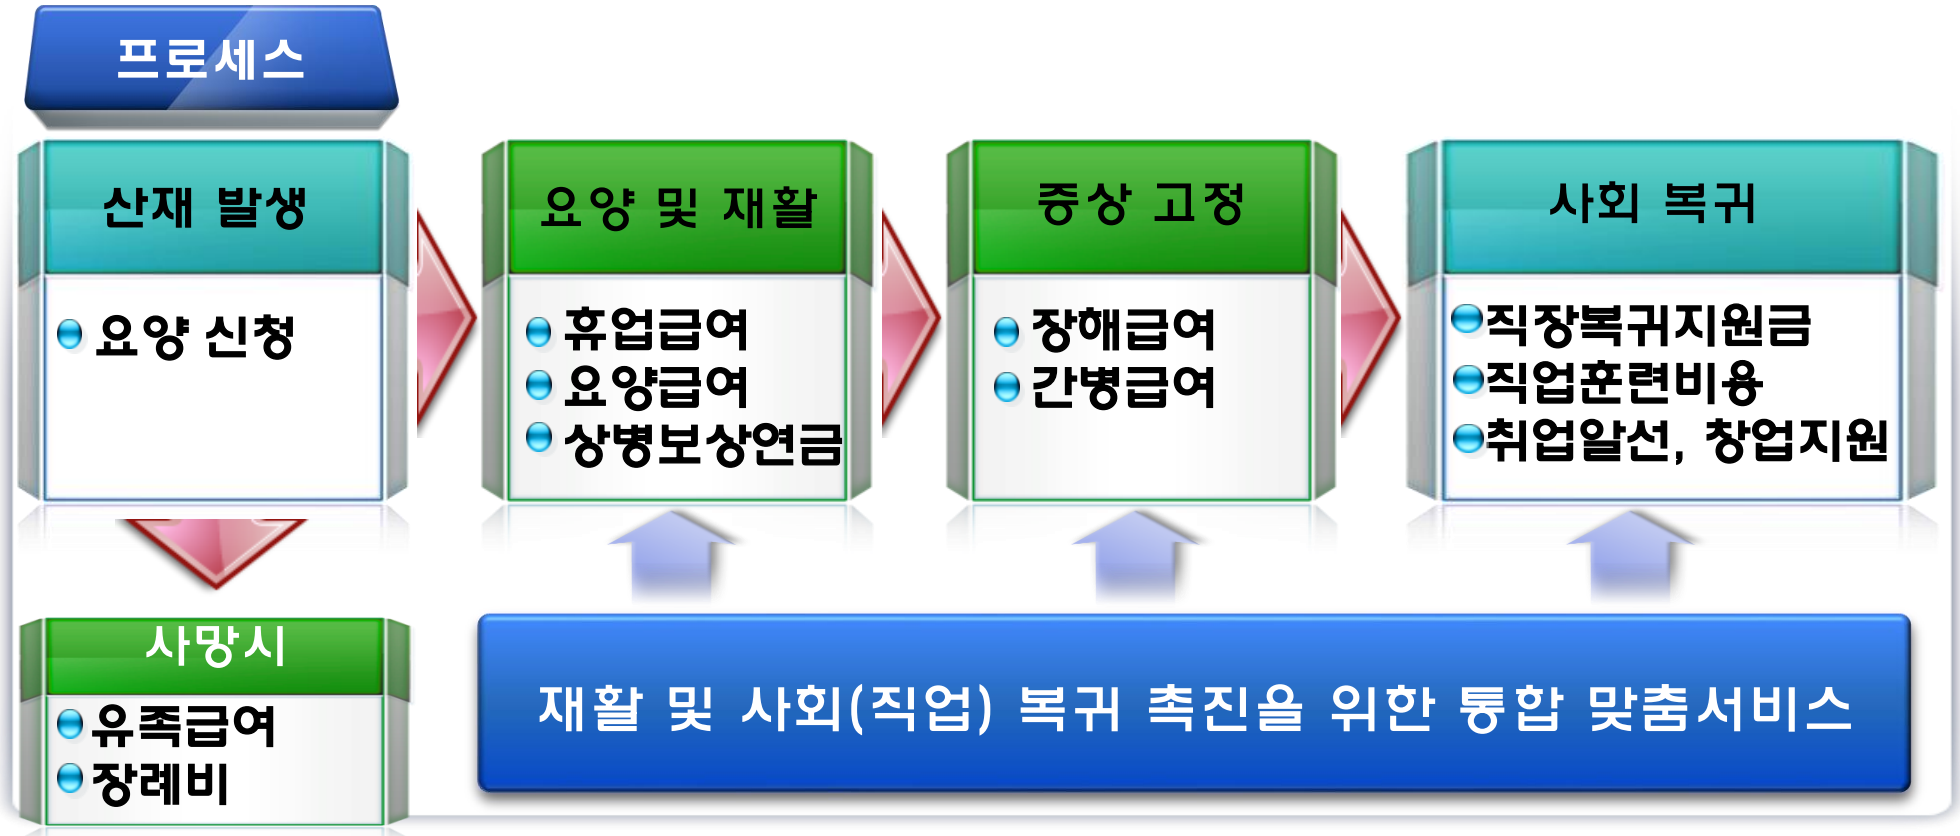 프로세스
산재 발생
요양 신청
요양 및 재활
휴업급여
요양급여
상병보상연금
증상 고정
장해급여
간병급여
사회 복귀
직장복귀지원금
직업훈련비용
취업알선, 창업지원
사망시
유족급여
장례비
재활 및 사회(직업) 복귀 촉진을 위한 통합 맞춤서비스